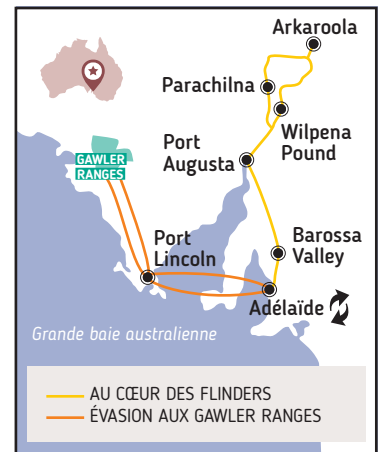 Arkaroola
Parachilna
Wilpena
Pound
Port
Augusta
GAWLER
RANGES
Port
Lincoln
Barossa
Valley
Adélaïde
Grande baie australienne
AU CŒUR DES FLINDERS
ÉVASION AUX GAWLER RANGES